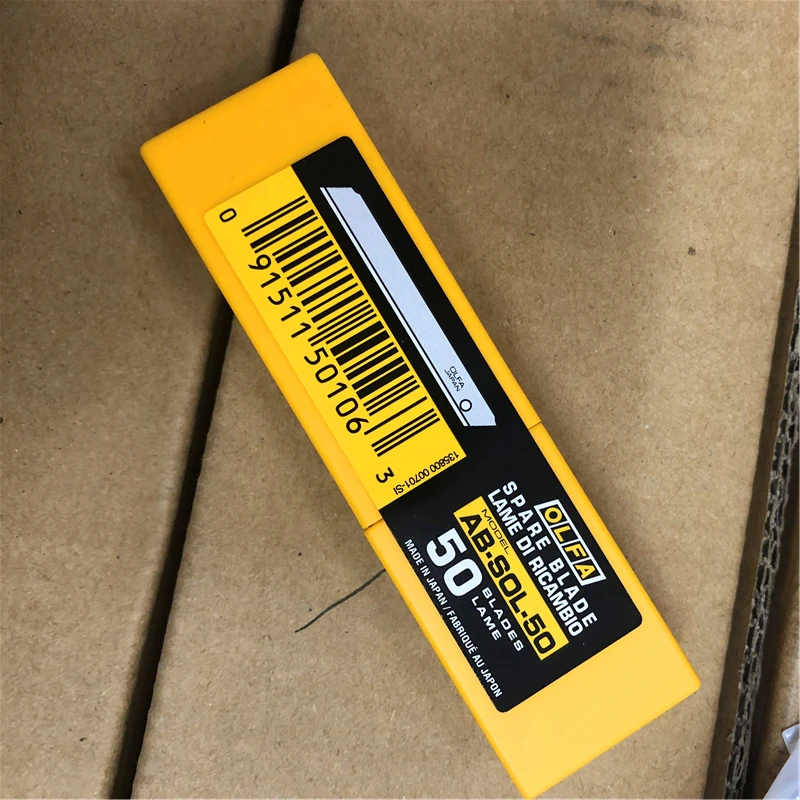 0 91511 50106 3
135800 00701-SI
OLFA
JAPAN
OLFA
SPARE BLADE
LAME DI RICAMBIO
MODEL
AB-SOL-50
50 BLADES
LAME
MADE IN JAPAN / FABRIQUÉ AU JAPON